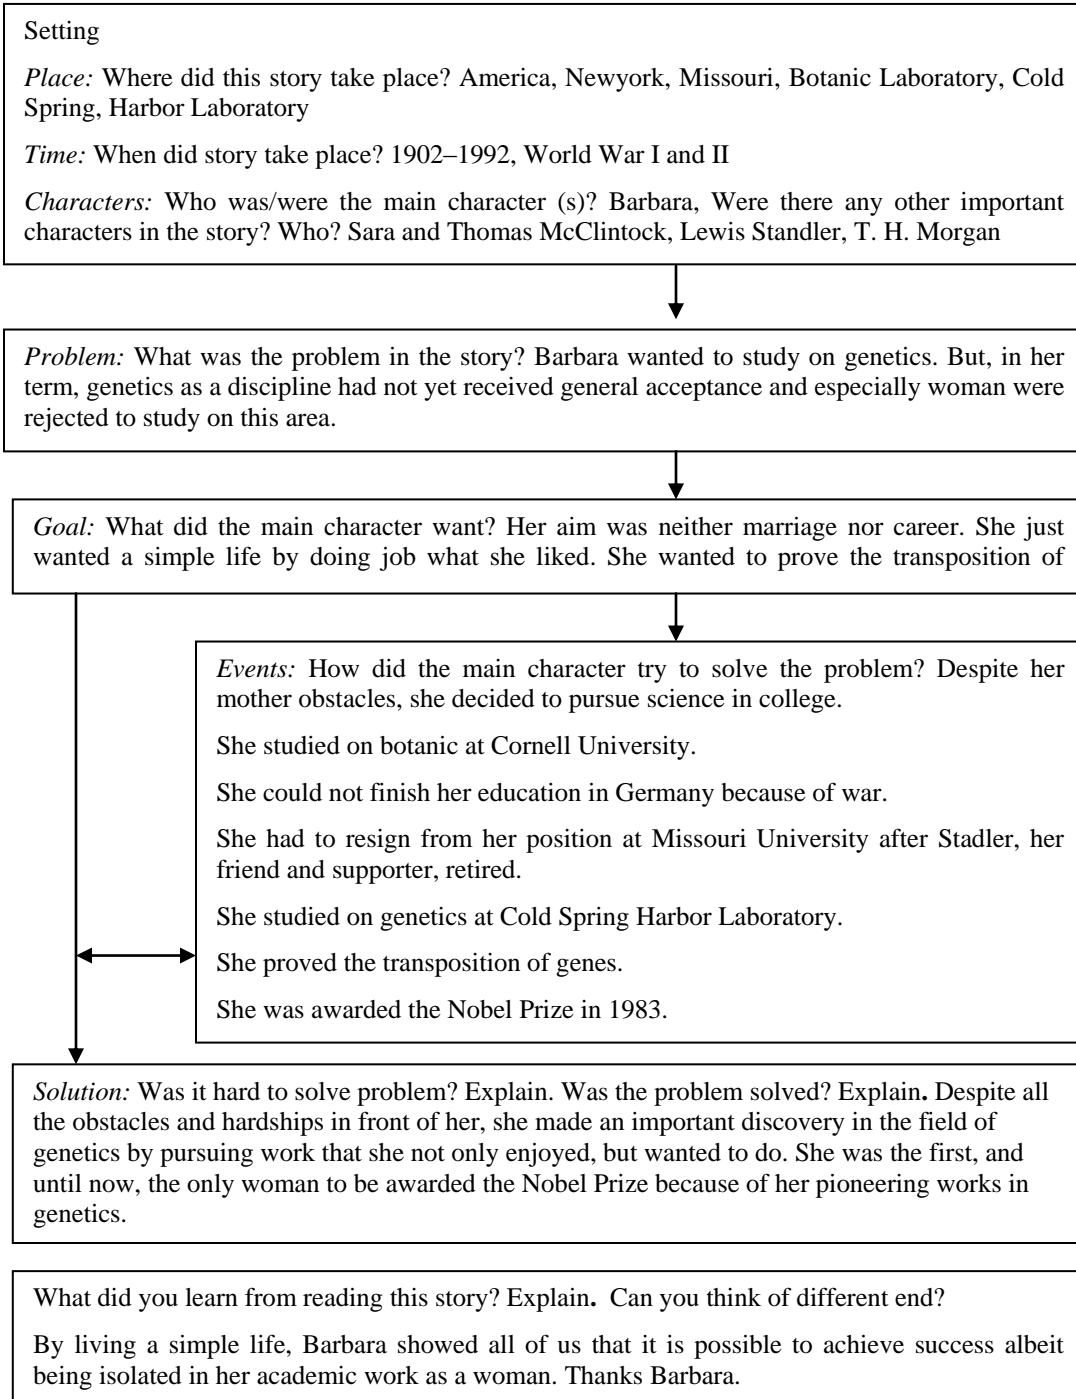 Setting
Place: Where did this story take place? America, Newyork, Missouri, Botanic Laboratory, Cold
Spring, Harbor Laboratory
Time: When did story take place? 1902–1992, World War I and II
Characters: Who was/were the main character (s)? Barbara, Were there any other important
characters in the story? Who? Sara and Thomas McClintock, Lewis Standler, T. H. Morgan
Problem: What was the problem in the story? Barbara wanted to study on genetics. But, in her
term, genetics as a discipline had not yet received general acceptance and especially woman were
rejected to study on this area.
Goal: What did the main character want? Her aim was neither marriage nor career. She just
wanted a simple life by doing job what she liked. She wanted to prove the transposition of
Events: How did the main character try to solve the problem? Despite her
mother obstacles, she decided to pursue science in college.
She studied on botanic at Cornell University.
She could not finish her education in Germany because of war.
She had to resign from her position at Missouri University after Stadler, her
friend and supporter, retired.
She studied on genetics at Cold Spring Harbor Laboratory.
She proved the transposition of genes.
She was awarded the Nobel Prize in 1983.
Solution: Was it hard to solve problem? Explain. Was the problem solved? Explain. Despite all
the obstacles and hardships in front of her, she made an important discovery in the field of
genetics by pursuing work that she not only enjoyed, but wanted to do. She was the first, and
until now, the only woman to be awarded the Nobel Prize because of her pioneering works in
genetics.
What did you learn from reading this story? Explain. Can you think of different end?
By living a simple life, Barbara showed all of us that it is possible to achieve success albeit
being isolated in her academic work as a woman. Thanks Barbara.